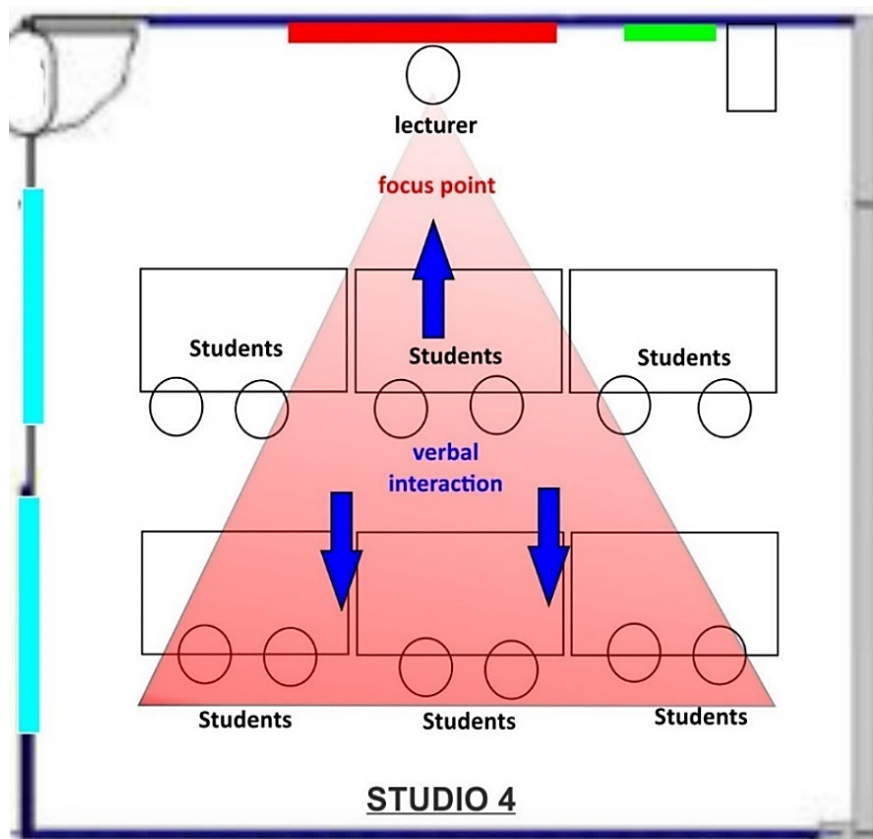 lecturer
focus point
Students
Students
Students
verbal
interaction
Students
Students
Students
STUDIO 4